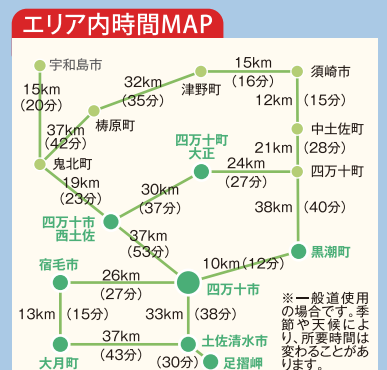 エリア内時間MAP
宇和島市
15km
(16分)
須崎市
32km
(35分)
津野町
15km
(20分)
12km
(15分)
梼原町
中土佐町
37km
(42分)
四万十町
大正
21km
(28分)
鬼北町
24km
(27分)
四万十町
19km
(23分)
30km
(37分)
38km
(40分)
四万十市
西土佐
37km
(53分)
10km(12分)
黒潮町
宿毛市
26km
(27分)
四万十市
※一般道使用
の場合です。季
節や天候によ
り、所要時間は
変わることがあ
ります。
13km
(15分)
33km
(38分)
37km
(43分)
土佐清水市
大月町
(30分)
足摺岬